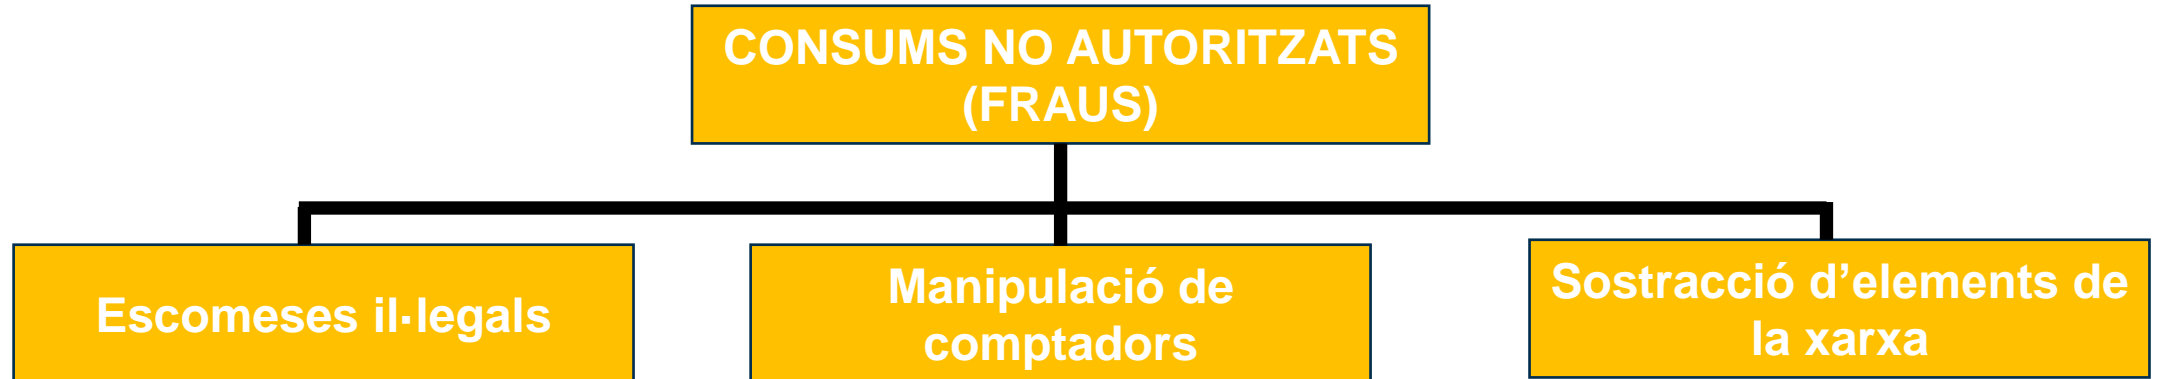 CONSUMS NO AUTORITZATS
(FRAUS)
Escomeses il·legals
Manipulació de
comptadors
Sostracció d’elements de
la xarxa